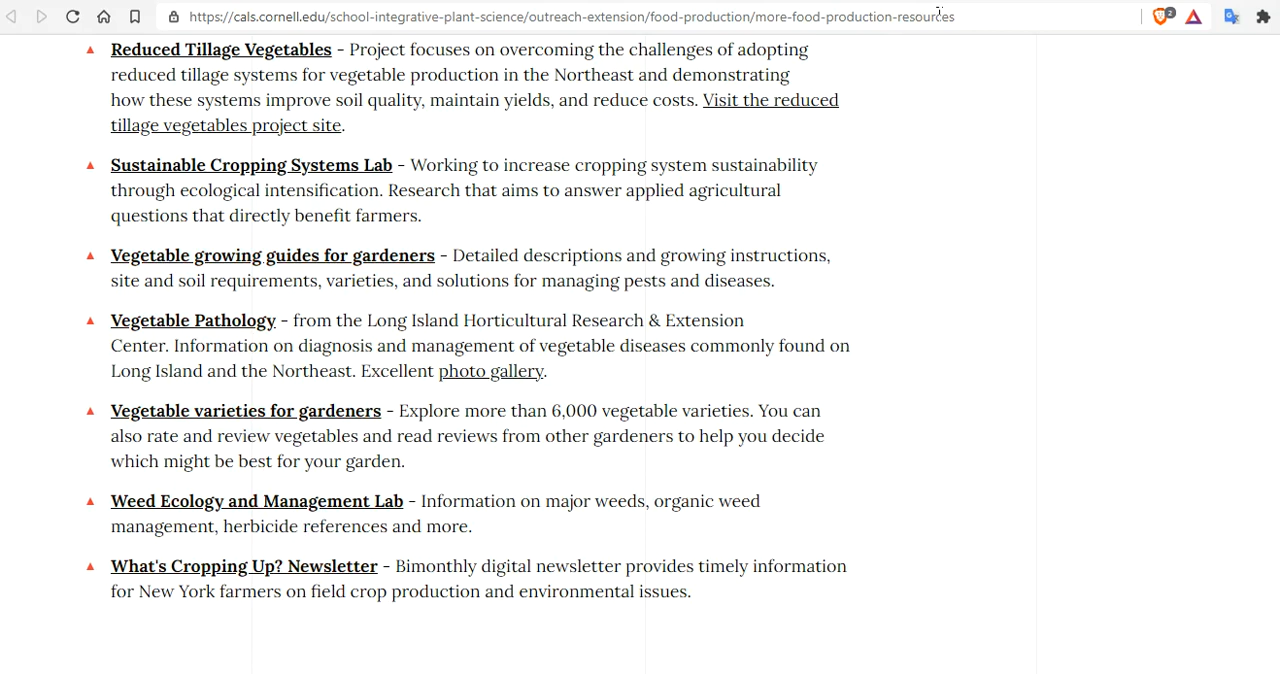 https://cals.cornell.edu/school-integrative-plant-science/outreach-extension/food-production/more-food-production-resources
2
Reduced Tillage Vegetables - Project focuses on overcoming the challenges of adopting
reduced tillage systems for vegetable production in the Northeast and demonstrating
how these systems improve soil quality, maintain yields, and reduce costs. Visit the reduced
tillage vegetables project site.
Sustainable Cropping Systems Lab - Working to increase cropping system sustainability
through ecological intensification. Research that aims to answer applied agricultural
questions that directly benefit farmers.
Vegetable growing guides for gardeners - Detailed descriptions and growing instructions,
site and soil requirements, varieties, and solutions for managing pests and diseases.
Vegetable Pathology - from the Long Island Horticultural Research & Extension
Center. Information on diagnosis and management of vegetable diseases commonly found on
Long Island and the Northeast. Excellent photo gallery.
Vegetable varieties for gardeners - Explore more than 6,000 vegetable varieties. You can
also rate and review vegetables and read reviews from other gardeners to help you decide
which might be best for your garden.
Weed Ecology and Management Lab - Information on major weeds, organic weed
management, herbicide references and more.
What's Cropping Up? Newsletter - Bimonthly digital newsletter provides timely information
for New York farmers on field crop production and environmental issues.